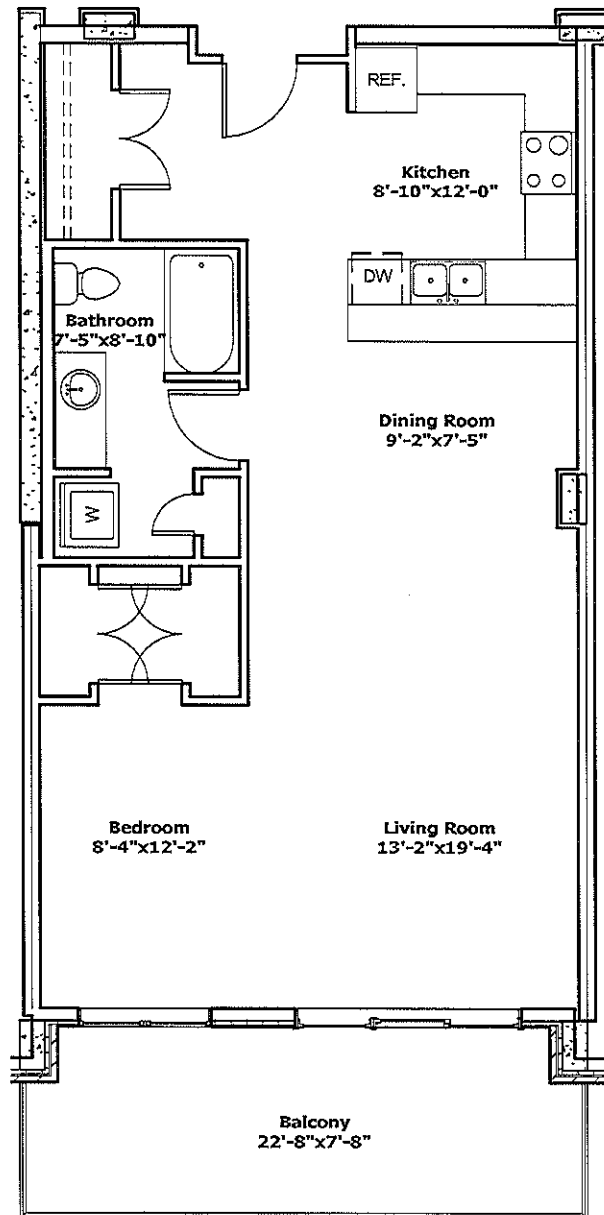 REF.
Kitchen
8'-10"x12'-0"
DW
Bathroom
7'-5"x8'-10"
Dining Room
9'-2"x7'-5"
W
Bedroom
8'-4"x12'-2"
Living Room
13'-2"x19'-4"
Balcony
22'-8"x7'-8"